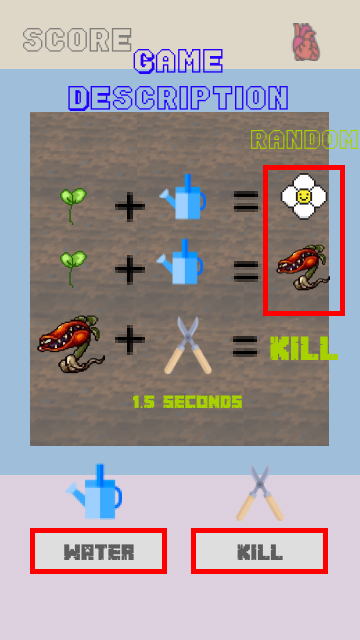 SCORE
GAME
DESCRIPTION
RANDOM
+ =
+ =
+ = KILL
1.5 SECONDS
WATER KILL